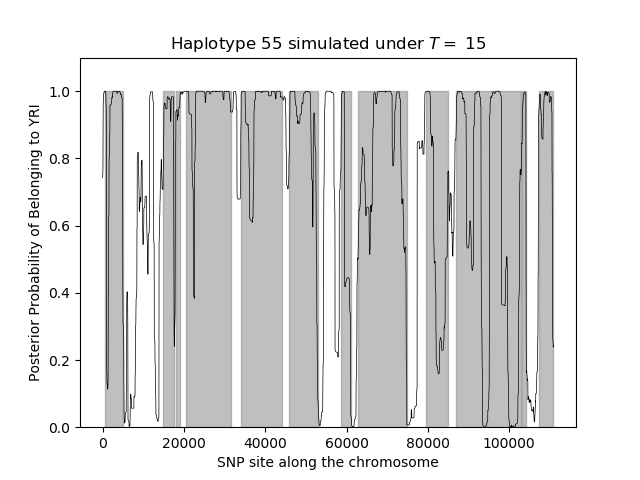 Haplotype 55 simulated under T = 15
Posterior Probability of Belonging to YRI
1.0
0.8
0.6
0.4
0.2
0.0
0 20000 40000 60000 80000 100000
SNP site along the chromosome